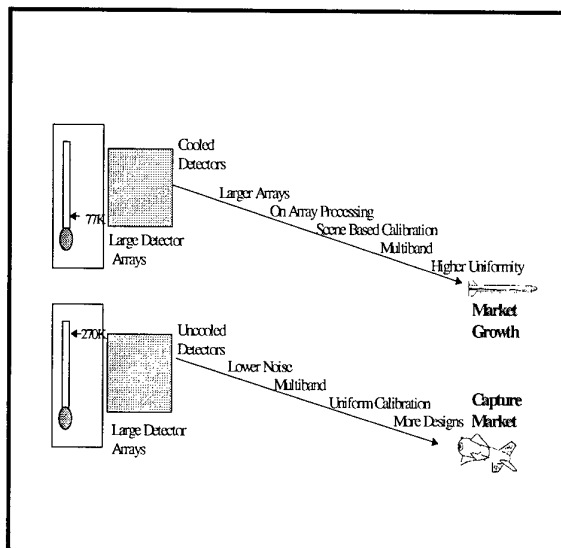 Cooled
Detectors
77K
Large Detector
Arrays
Larger Arrays
On Array Processing
Scene Based Calibration
Multiband
Higher Uniformity
Market
Growth
270K
Uncooled
Detectors
Large Detector
Arrays
Lower Noise
Multiband
Uniform Calibration
More Designs
Capture
Market